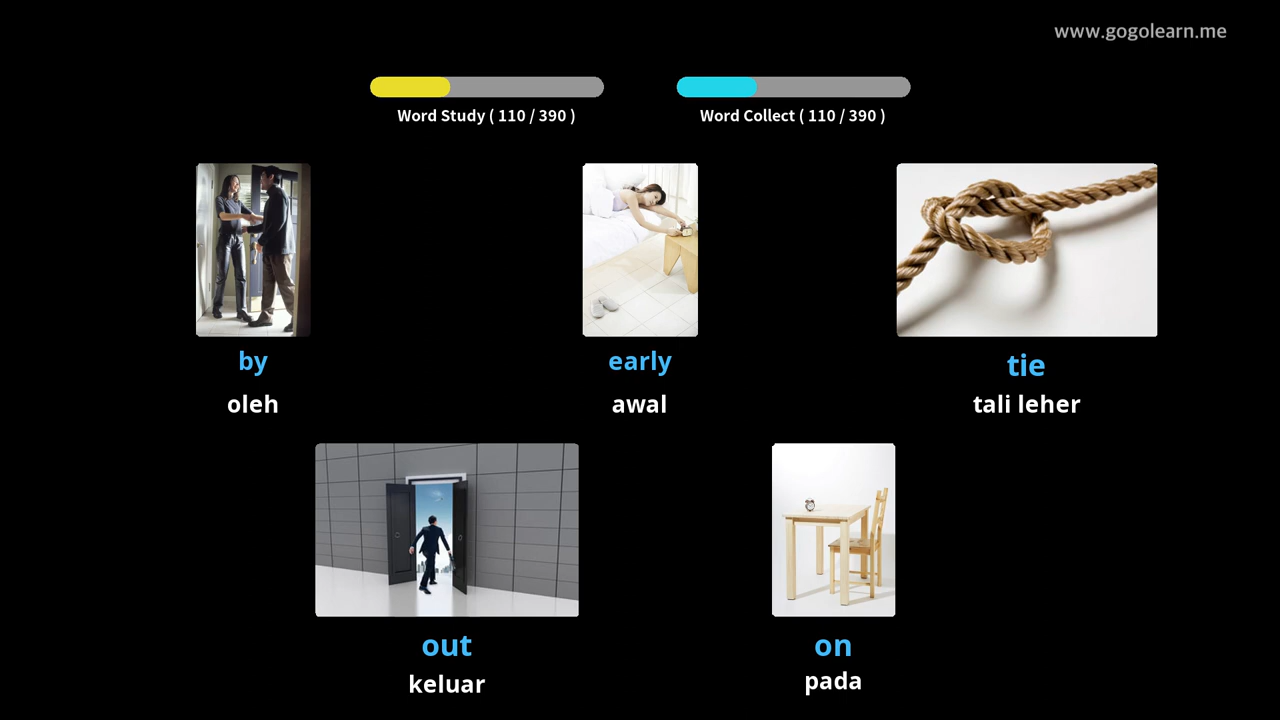 www.gogolearn.me
Word Study ( 110 / 390 )
Word Collect ( 110 / 390 )
by
oleh
early
awal
tie
tali leher
out
keluar
on
pada